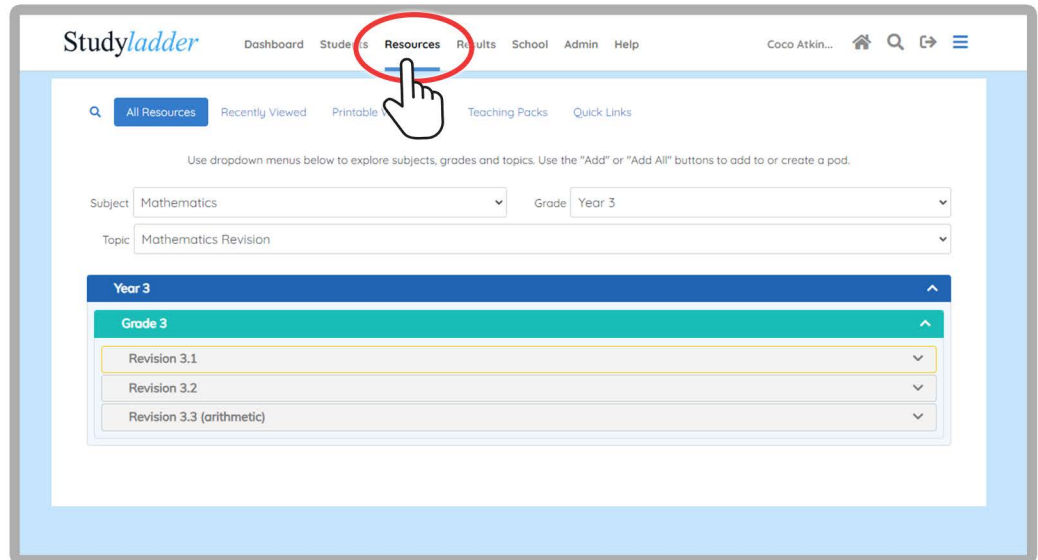 Studyladder Dashboard Students Resources Results School Admin Help Coco Atkin...
All Resources Recently Viewed Printable Teaching Packs Quick Links
Use dropdown menus below to explore subjects, grades and topics. Use the "Add" or "Add All" buttons to add to or create a pod.
Subject Mathematics Grade Year 3
Topic Mathematics Revision
Year 3
Grade 3
Revision 3.1
Revision 3.2
Revision 3.3 (arithmetic)